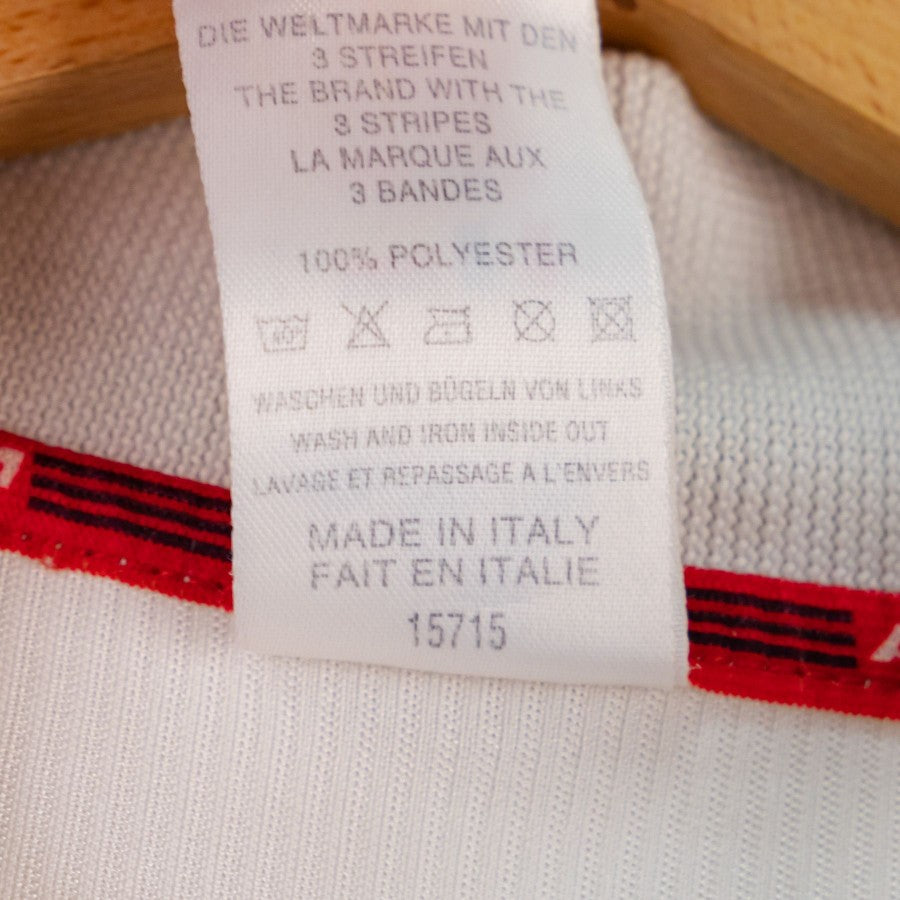 DIE WELTMARKE MIT DEN
3 STREIFEN
THE BRAND WITH THE
3 STRIPES
LA MARQUE AUX
3 BANDES
100% POLYESTER
40°
WASCHEN UND BÜGELN VON LINKS
WASH AND IRON INSIDE OUT
LAVAGE ET REPASSAGE A L'ENVERS
MADE IN ITALY
FAIT EN ITALIE
15715